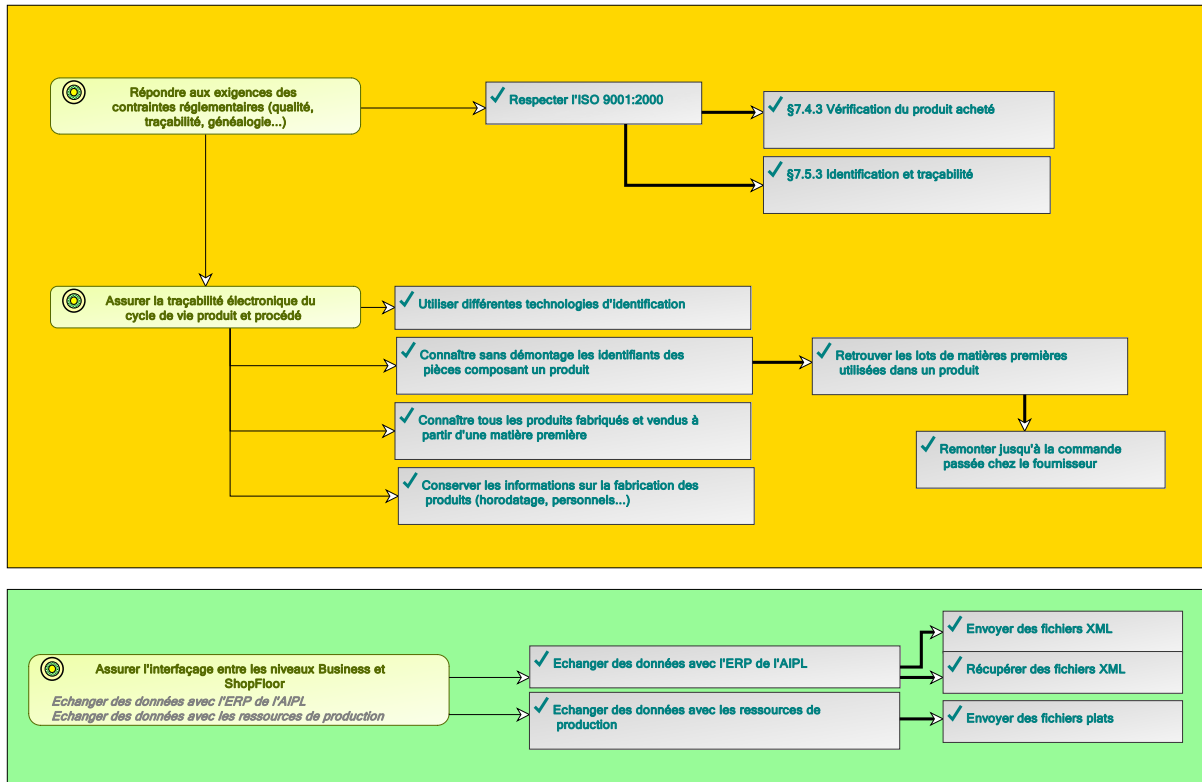 Répondre aux exigences des
contraintes réglementaires (qualité,
traçabilité, généalogie...)
Respecter l'ISO 9001:2000
§7.4.3 Vérification du produit acheté
§7.5.3 Identification et traçabilité
Assurer la traçabilité électronique du
cycle de vie produit et procédé
Utiliser différentes technologies d'identification
Connaître sans démontage les identifiants des
pièces composant un produit
Retrouver les lots de matières premières
utilisées dans un produit
Connaître tous les produits fabriqués et vendus à
partir d'une matière première
Remonter jusqu'à la commande
passée chez le fournisseur
Conserver les informations sur la fabrication des
produits (horodatage, personnels...)
Assurer l'interfaçage entre les niveaux Business et
ShopFloor
Echanger des données avec l'ERP de l'AIPL
Echanger des données avec les ressources de production
Echanger des données avec l'ERP de l'AIPL
Envoyer des fichiers XML
Récupérer des fichiers XML
Echanger des données avec les ressources de
production
Envoyer des fichiers plats